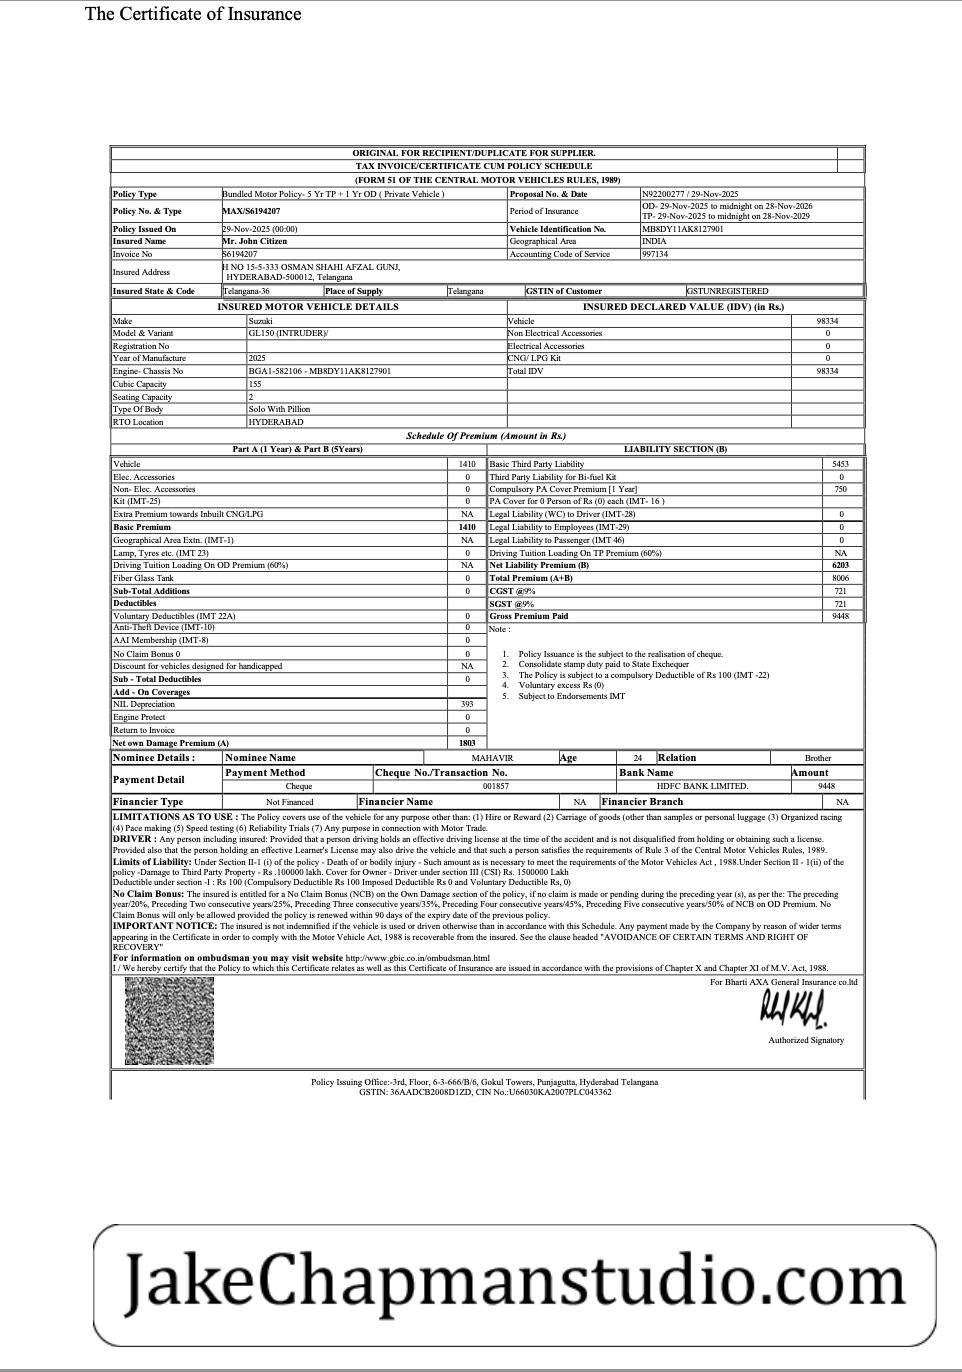 The Certificate of Insurance
ORIGINAL FOR RECIPIENT/DUPLICATE FOR SUPPLIER.
TAX INVOICE/CERTIFICATE CUM POLICY SCHEDULE
(FORM 51 OF THE CENTRAL MOTOR VEHICLES RULES, 1989)
Policy Type Bundled Motor Policy- 5 Yr TP + 1 Yr OD ( Private Vehicle ) Proposal No. & Date N92200277 / 29-Nov-2025
Policy No. & Type MAX/S6194207 Period of Insurance OD- 29-Nov-2025 to midnight on 28-Nov-2026
TP- 29-Nov-2025 to midnight on 28-Nov-2029
Policy Issued On 29-Nov-2025 (00:00) Vehicle Identification No. MB8DY11AK8127901
Insured Name Mr. John Citizen Geographical Area INDIA
Invoice No S6194207 Accounting Code of Service 997134
Insured Address H NO 15-5-333 OSMAN SHAHI AFZAL GUNJ,
HYDERABAD-500012, Telangana
Insured State & Code Telangana-36 Place of Supply Telangana GSTIN of Customer GSTUNREGISTERED
INSURED MOTOR VEHICLE DETAILS INSURED DECLARED VALUE (IDV) (in Rs.)
Make Suzuki Vehicle 98334
Model & Variant GL150 (INTRUDER)/ Non Electrical Accessories 0
Registration No Electrical Accessories 0
Year of Manufacture 2025 CNG/ LPG Kit 0
Engine- Chassis No BGA1-582106 - MB8DY11AK8127901 Total IDV 98334
Cubic Capacity 155
Seating Capacity 2
Type Of Body Solo With Pillion
RTO Location HYDERABAD
Schedule Of Premium (Amount in Rs.)
Part A (1 Year) & Part B (5Years) LIABILITY SECTION (B)
Vehicle 1410 Basic Third Party Liability 5453
Elec. Accessories 0 Third Party Liability for Bi-fuel Kit 0
Non- Elec. Accessories 0 Compulsory PA Cover Premium [1 Year] 750
Kit (IMT-25) 0 PA Cover for 0 Person of Rs (0) each (IMT- 16 )
Extra Premium towards Inbuilt CNG/LPG NA Legal Liability (WC) to Driver (IMT-28) 0
Basic Premium 1410 Legal Liability to Employees (IMT-29) 0
Geographical Area Extn. (IMT-1) NA Legal Liability to Passenger (IMT 46) 0
Lamp, Tyres etc. (IMT 23) 0 Driving Tuition Loading On TP Premium (60%) NA
Driving Tuition Loading On OD Premium (60%) NA Net Liability Premium (B) 6203
Fiber Glass Tank 0 Total Premium (A+B) 8006
Sub-Total Additions 0 CGST @9% 721
Deductibles SGST @9% 721
Voluntary Deductibles (IMT 22A) 0 Gross Premium Paid 9448
Anti-Theft Device (IMT-10) 0 Note :
AAI Membership (IMT-8) 0
No Claim Bonus 0 0 1. Policy Issuance is the subject to the realisation of cheque.
Discount for vehicles designed for handicapped NA 2. Consolidate stamp duty paid to State Exchequer
Sub - Total Deductibles 0 3. The Policy is subject to a compulsory Deductible of Rs 100 (IMT -22)
Add - On Coverages 4. Voluntary excess Rs (0)
NIL Depreciation 393 5. Subject to Endorsements IMT
Engine Protect 0
Return to Invoice 0
Net own Damage Premium (A) 1803
Nominee Details : Nominee Name MAHAVIR Age 24 Relation Brother
Payment Detail Payment Method Cheque No./Transaction No. Bank Name Amount
Cheque 001857 HDFC BANK LIMITED. 9448
Financier Type Not Financed Financier Name NA Financier Branch NA
LIMITATIONS AS TO USE : The Policy covers use of the vehicle for any purpose other than: (1) Hire or Reward (2) Carriage of goods (other than samples or personal luggage (3) Organized racing
(4) Pace making (5) Speed testing (6) Reliability Trials (7) Any purpose in connection with Motor Trade.
DRIVER : Any person including insured: Provided that a person driving holds an effective driving license at the time of the accident and is not disqualified from holding or obtaining such a license.
Provided also that the person holding an effective Learner's License may also drive the vehicle and that such a person satisfies the requirements of Rule 3 of the Central Motor Vehicles Rules, 1989.
Limits of Liability: Under Section II-1 (i) of the policy - Death of or bodily injury - Such amount as is necessary to meet the requirements of the Motor Vehicles Act , 1988.Under Section II - 1(ii) of the
policy -Damage to Third Party Property - Rs .100000 lakh. Cover for Owner - Driver under section III (CSI) Rs. 1500000 Lakh
Deductible under section -I : Rs 100 (Compulsory Deductible Rs 100 Imposed Deductible Rs 0 and Voluntary Deductible Rs, 0)
No Claim Bonus: The insured is entitled for a No Claim Bonus (NCB) on the Own Damage section of the policy, if no claim is made or pending during the preceding year (s), as per the: The preceding
year/20%, Preceding Two consecutive years/25%, Preceding Three consecutive years/35%, Preceding Four consecutive years/45%, Preceding Five consecutive years/50% of NCB on OD Premium. No
Claim Bonus will only be allowed provided the policy is renewed within 90 days of the expiry date of the previous policy.
IMPORTANT NOTICE: The insured is not indemnified if the vehicle is used or driven otherwise than in accordance with this Schedule. Any payment made by the Company by reason of wider terms
appearing in the Certificate in order to comply with the Motor Vehicle Act, 1988 is recoverable from the insured. See the clause headed "AVOIDANCE OF CERTAIN TERMS AND RIGHT OF
RECOVERY"
For information on ombudsman you may visit website http://www.gbic.co.in/ombudsman.html
I / We hereby certify that the Policy to which this Certificate relates as well as this Certificate of Insurance are issued in accordance with the provisions of Chapter X and Chapter XI of M.V. Act, 1988.
For Bharti AXA General Insurance co.ltd
Authorized Signatory
Policy Issuing Office:-3rd, Floor, 6-3-666/B/6, Gokul Towers, Punjagutta, Hyderabad Telangana
GSTIN: 36AADCB2008D1ZD, CIN No.:U66030KA2007PLC043362
JakeChapmanstudio.com